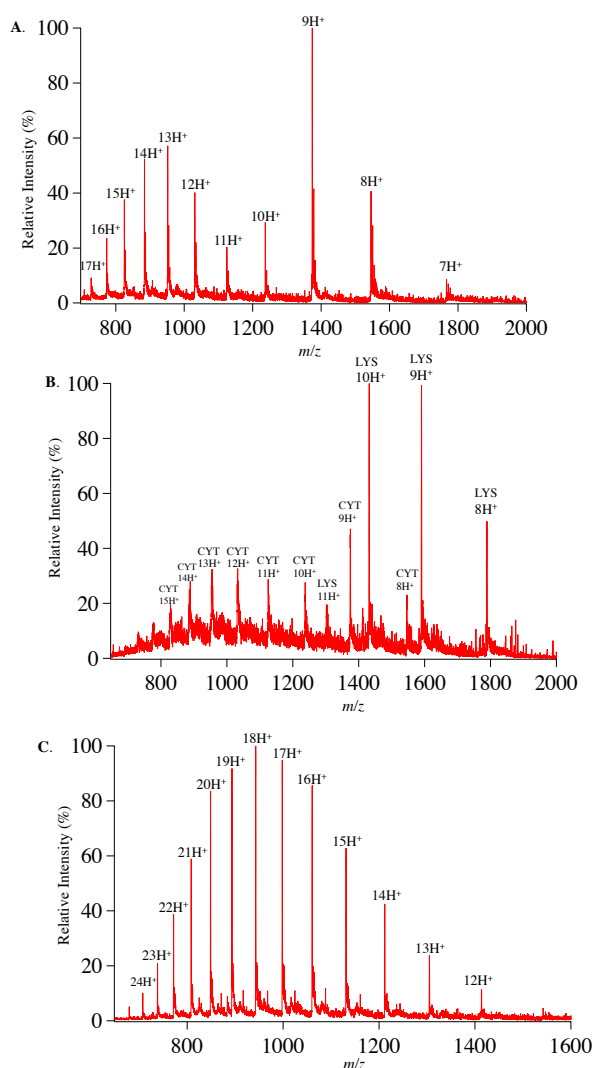 A.
Relative Intensity (%)
100
80
60
40
20
0
17H⁺
16H⁺
15H⁺
14H⁺
13H⁺
12H⁺
11H⁺
10H⁺
9H⁺
8H⁺
7H⁺
800 1000 1200 1400 1600 1800 2000
m/z
B.
Relative Intensity (%)
100
80
60
40
20
0
CYT
15H⁺
CYT
14H⁺
CYT
13H⁺
CYT
12H⁺
CYT
11H⁺
CYT
10H⁺
LYS
11H⁺
CYT
9H⁺
LYS
10H⁺
CYT
8H⁺
LYS
9H⁺
LYS
8H⁺
800 1000 1200 1400 1600 1800 2000
m/z
C.
Relative Intensity (%)
100
80
60
40
20
0
24H⁺
23H⁺
22H⁺
21H⁺
20H⁺
19H⁺
18H⁺
17H⁺
16H⁺
15H⁺
14H⁺
13H⁺
12H⁺
800 1000 1200 1400 1600
m/z